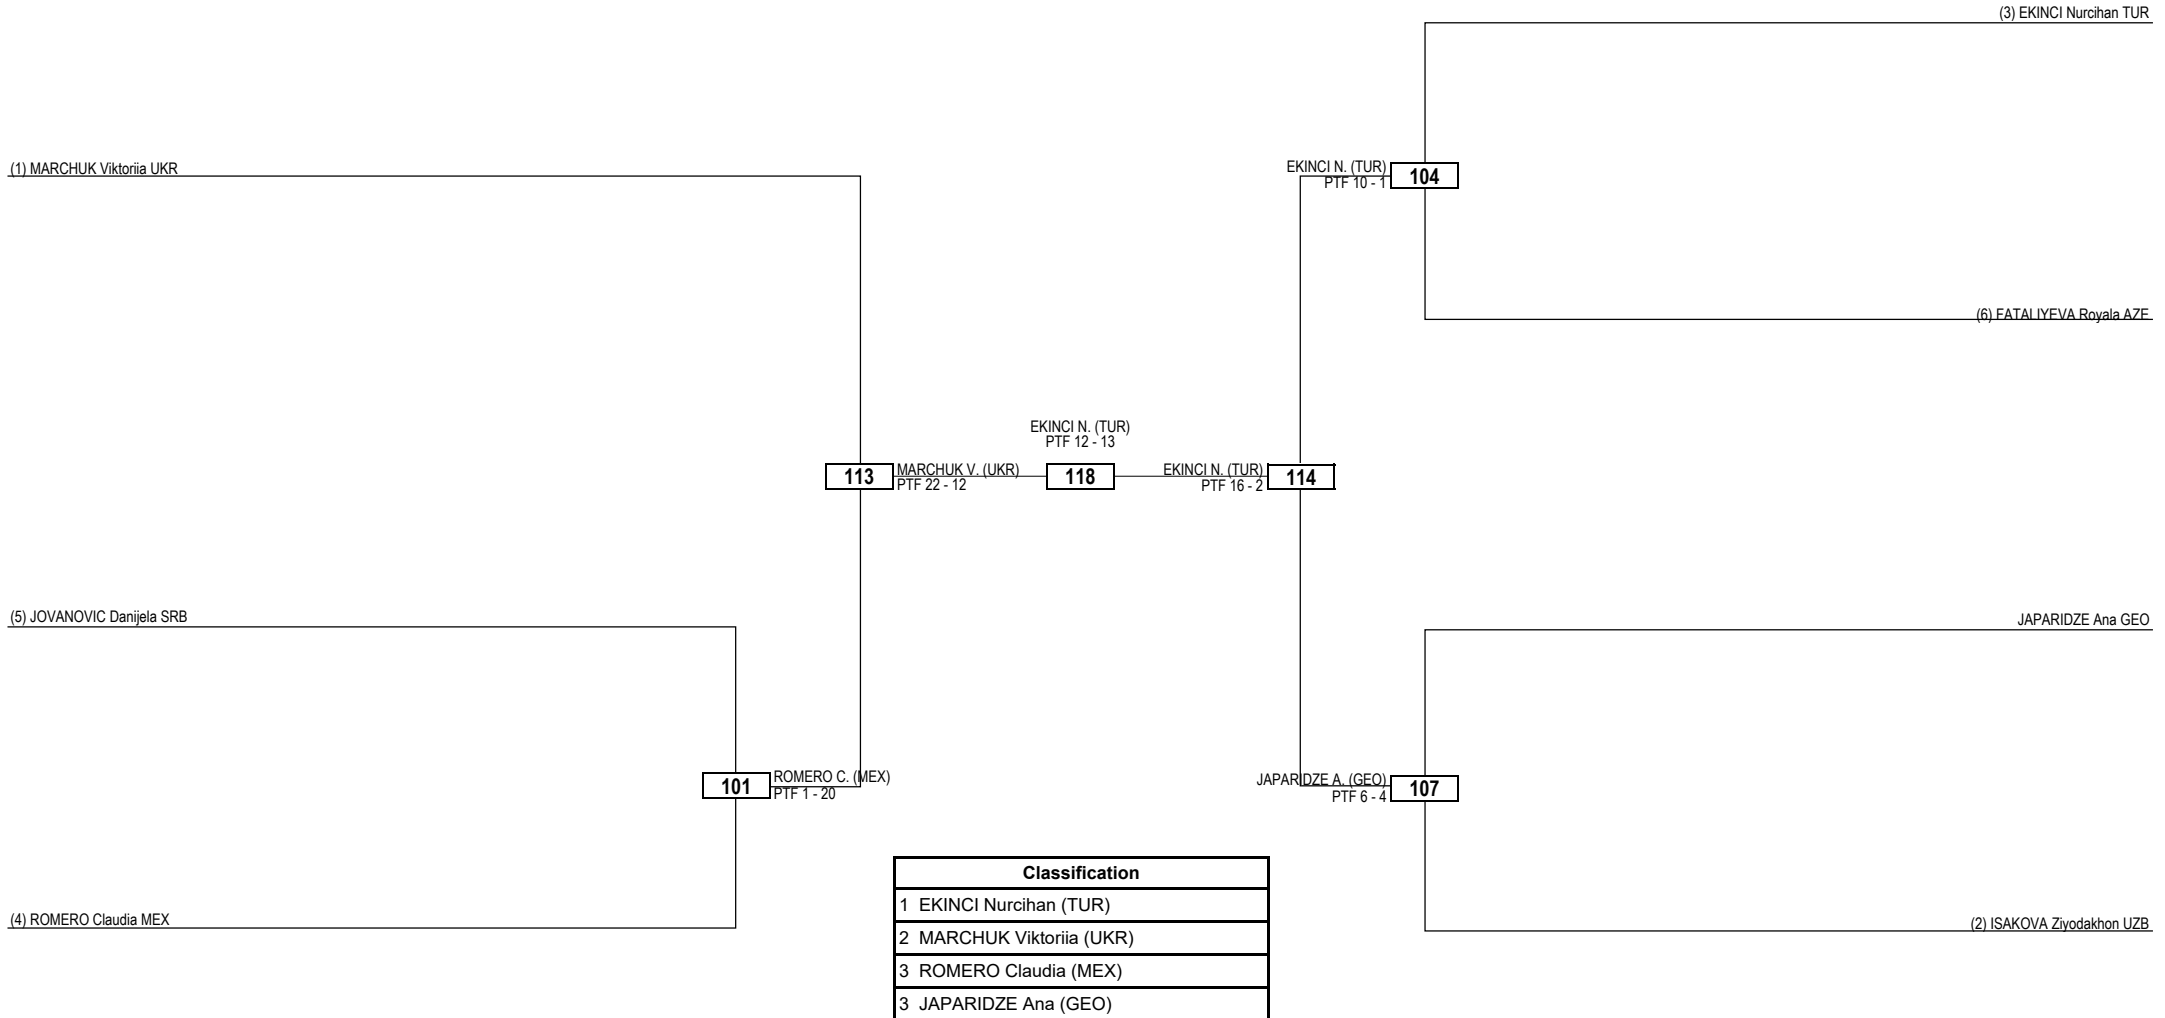 (3) EKINCI Nurcihan TUR
(1) MARCHUK Viktoriia UKR
EKINCI N. (TUR)
PTF 10 - 1
104
(6) FATALIYEVA Royala AZE
EKINCI N. (TUR)
PTF 12 - 13
113
MARCHUK V. (UKR)
PTF 22 - 12
118
EKINCI N. (TUR)
PTF 16 - 2
114
(5) JOVANOVIC Danijela SRB
JAPARIDZE Ana GEO
101
ROMERO C. (MEX)
PTF 1 - 20
JAPARIDZE A. (GEO)
PTF 6 - 4
107
(4) ROMERO Claudia MEX
(2) ISAKOVA Ziyodakhon UZB
Classification
1 EKINCI Nurcihan (TUR)
2 MARCHUK Viktoriia (UKR)
3 ROMERO Claudia (MEX)
3 JAPARIDZE Ana (GEO)